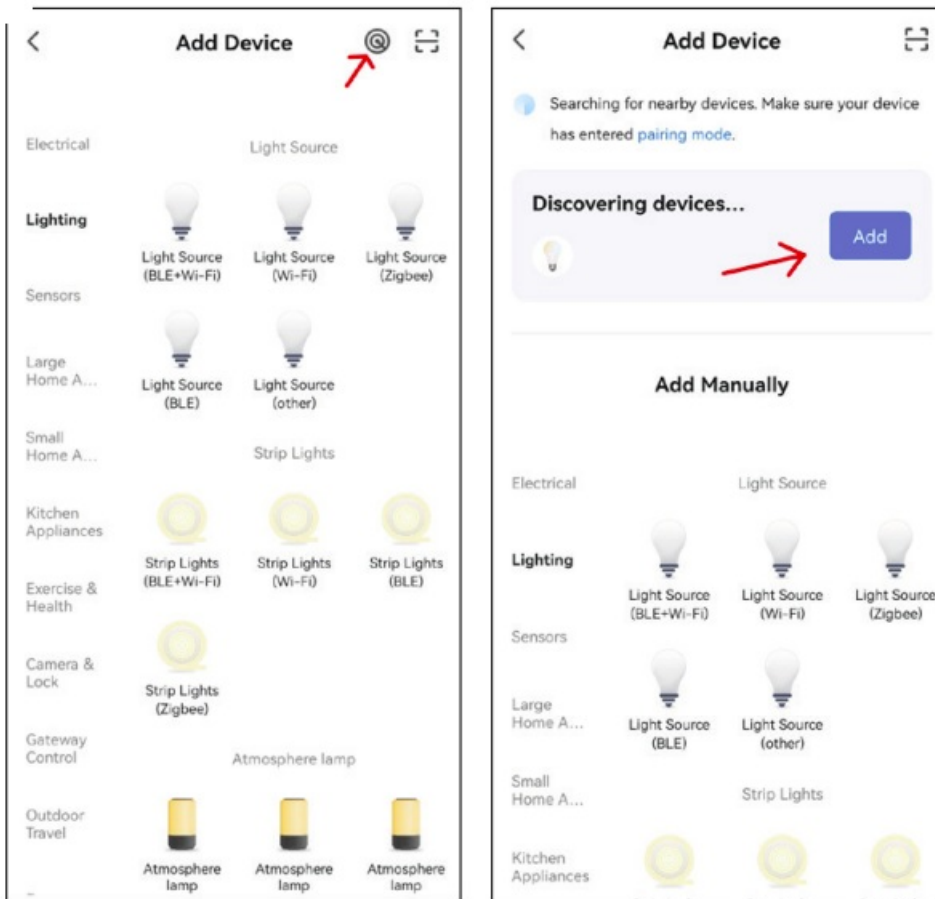 Add Device
Electrical
Light Source
Lighting
Light Source
(BLE+Wi-Fi)
Light Source
(Wi-Fi)
Light Source
(Zigbee)
Sensors
Large
Home A...
Light Source
(BLE)
Light Source
(other)
Small
Home A...
Strip Lights
Kitchen
Appliances
Strip Lights
(BLE+Wi-Fi)
Strip Lights
(Wi-Fi)
Strip Lights
(BLE)
Exercise &
Health
Camera &
Lock
Strip Lights
(Zigbee)
Gateway
Control
Atmosphere lamp
Outdoor
Travel
Atmosphere
lamp
Atmosphere
lamp
Atmosphere
lamp
Add Device
Searching for nearby devices. Make sure your device
has entered pairing mode.
Discovering devices...
Add
Add Manually
Electrical
Light Source
Lighting
Light Source
(BLE+Wi-Fi)
Light Source
(Wi-Fi)
Light Source
(Zigbee)
Sensors
Large
Home A...
Light Source
(BLE)
Light Source
(other)
Small
Home A...
Strip Lights
Kitchen
Appliances